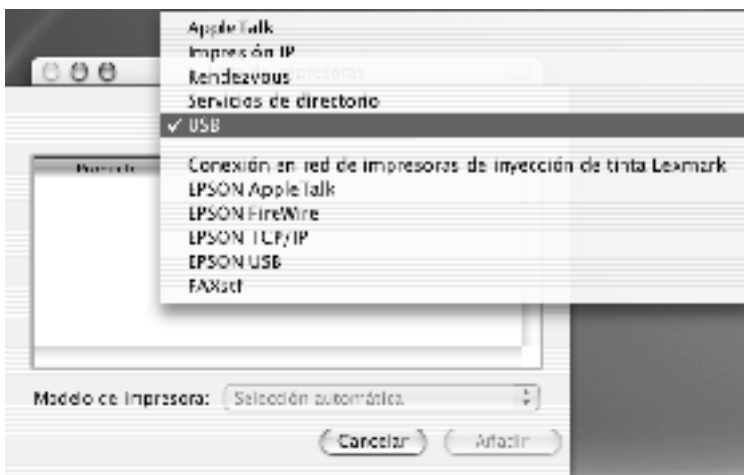 AppleTalk
Impresión IP
Rendezvous
Servicios de directorio
✓ USB
Conexión en red de impresoras de inyección de tinta Lexmark
EPSON AppleTalk
EPSON FireWire
EPSON TCP/IP
EPSON USB
FAXstf
Producto
Modelo de impresora: Selección automática
Cancelar Añadir